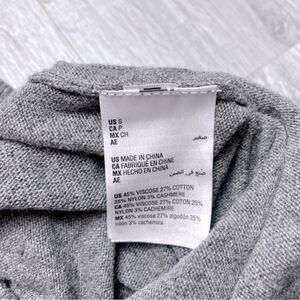 US S
CA P
MX CH
AE صغير
US MADE IN CHINA
CA FABRIQUÉ EN CHINE
MX HECHO EN CHINA
AE صنع في الصين
US 45% VISCOSE 27% COTTON
25% NYLON 3% CASHMERE
CA 45% VISCOSE 27% COTON 25%
NYLON 3% CACHEMIRE
MX 45% viscosa 27% algodón 25%
nilón 3% cachemira